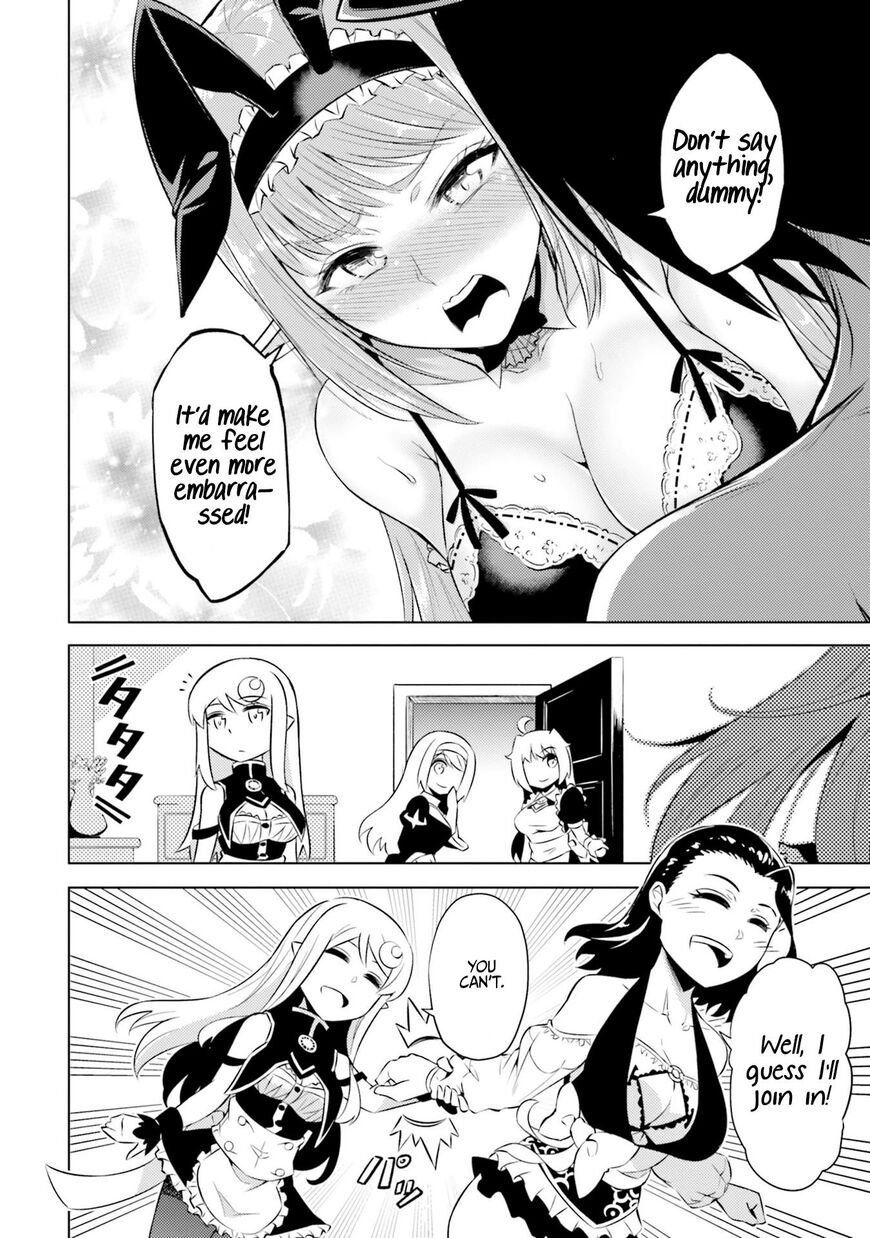 Don't say
anything,
dummy!
It'd make
me feel
even more
embarra-
ssed!
タタタ
Well, I
guess I'll
join in!
YOU
CAN'T.
パシ